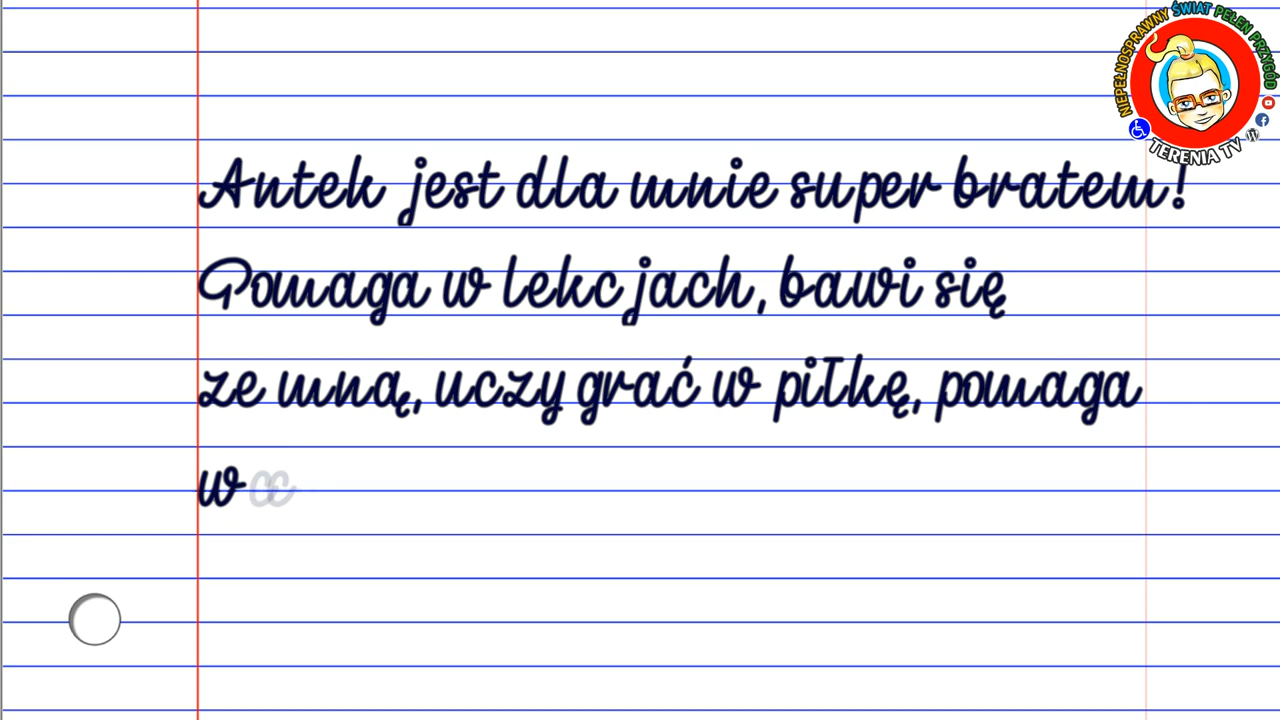 NIEPEŁNOSPRAWNY ŚWIAT PEŁEN PRZYGÓD
TERENIA TV
Antek jest dla mnie super bratem!
Pomaga w lekcjach, bawi się
ze mną, uczy grać w piłkę, pomaga
w